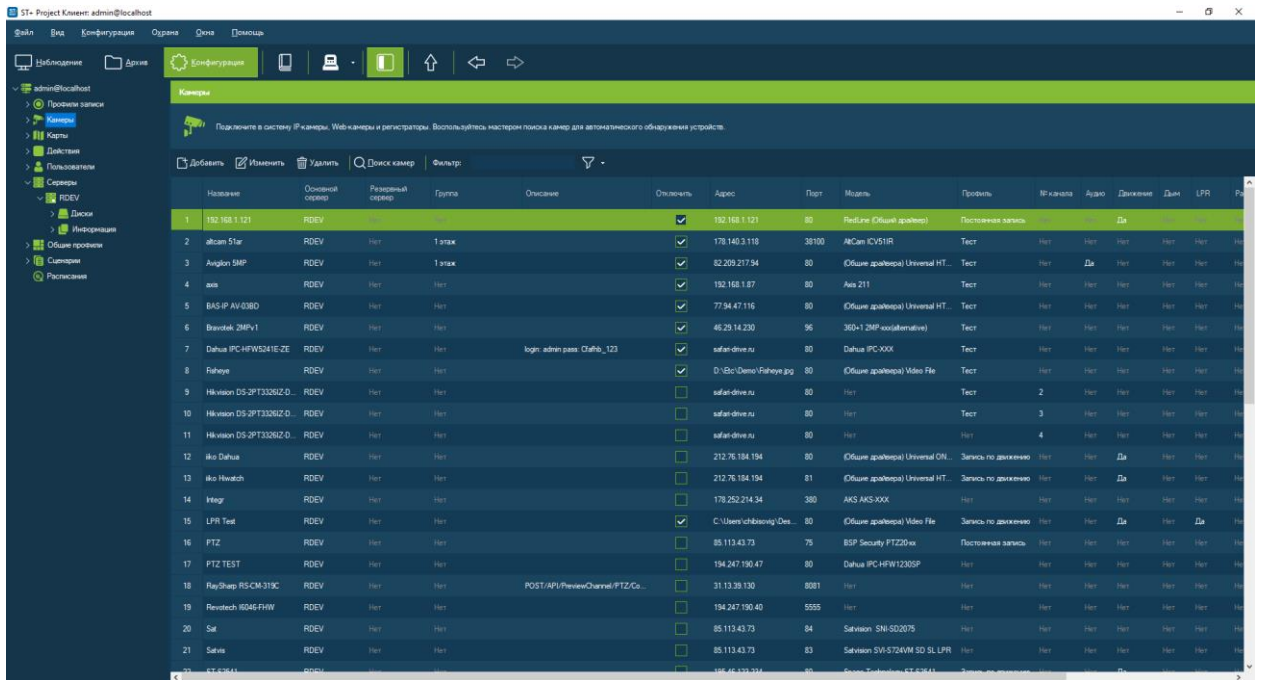 ST+ Project Клиент: admin@localhost
Файл Вид Конфигурация Охрана Окна Помощь
Наблюдение Архив Конфигурация
admin@localhost
Профили записи
Камеры
Карты
Действия
Пользователи
Серверы
RDEV
Диски
Информация
Общие профили
Сценарии
Расписания
Камеры
Подключите в систему IP-камеры, Web-камеры и регистраторы. Воспользуйтесь мастером поиска камер для автоматического обнаружения устройств.
Добавить Изменить Удалить Поиск камер Фильтр:
Название Основной сервер Резервный сервер Группа Описание Отключить Адрес Порт Модель Профиль № канала Аудио Движение Дым LPR
1 192.168.1.121 RDEV 192.168.1.121 80 RedLine (Общий драйвер) Постоянная запись Да
2 altcam 51ar RDEV Нет 1 этаж 178.140.3.118 38100 AltCam ICV51IR Тест Нет Нет Нет Нет Нет
3 Avigilon 5MP RDEV Нет 1 этаж 82.209.217.94 80 (Общие драйвера) Universal HT... Тест Нет Да Нет Нет Нет
4 axis RDEV Нет Нет 192.168.1.87 80 Axis 211 Тест Нет Нет Нет Нет Нет
5 BAS-IP AV-03BD RDEV Нет Нет 77.94.47.116 80 (Общие драйвера) Universal HT... Тест Нет Нет Нет Нет Нет
6 Bravotek 2MPv1 RDEV Нет Нет 46.29.14.230 96 360+1 2MP-xxx(alternative) Тест Нет Нет Нет Нет Нет
7 Dahua IPC-HFW5241E-ZE RDEV Нет Нет login: admin pass: Cfafhb_123 safari-drive.ru 80 Dahua IPC-XXX Тест Нет Нет Нет Нет Нет
8 Fisheye RDEV Нет Нет D:\Etc\Demo\Fisheye.jpg 80 (Общие драйвера) Video File Тест Нет Нет Нет Нет Нет
9 Hikvision DS-2PT3326IZ-D... RDEV Нет Нет safari-drive.ru 80 Нет Тест 2 Нет Нет Нет Нет
10 Hikvision DS-2PT3326IZ-D... RDEV Нет Нет safari-drive.ru 80 Нет Тест 3 Нет Нет Нет Нет
11 Hikvision DS-2PT3326IZ-D... RDEV Нет Нет safari-drive.ru 80 Нет Нет 4 Нет Нет Нет Нет
12 iiko Dahua RDEV Нет Нет 212.76.184.194 80 (Общие драйвера) Universal ON... Запись по движению Нет Нет Да Нет Нет
13 iiko Hiwatch RDEV Нет Нет 212.76.184.194 81 (Общие драйвера) Universal HT... Запись по движению Нет Нет Да Нет Нет
14 Integr RDEV Нет Нет 178.252.214.34 380 AKS AKS-XXX Нет Нет Нет Нет Нет Нет
15 LPR Test RDEV Нет Нет C:\Users\chibisovig\Des... 80 (Общие драйвера) Video File Запись по движению Нет Нет Да Нет Да
16 PTZ RDEV Нет Нет 85.113.43.73 75 BSP Security PTZ20-xx Постоянная запись Нет Нет Нет Нет Нет
17 PTZ TEST RDEV Нет Нет 194.247.190.47 80 Dahua IPC-HFW1230SP Нет Нет Нет Нет Нет Нет
18 RaySharp RS-CM-319C RDEV Нет Нет POST/API/PreviewChannel/PTZ/Co... 31.13.39.130 8081 Нет Нет Нет Нет Нет Нет Нет
19 Revotech I6046-FHW RDEV Нет Нет 194.247.190.40 5555 Нет Нет Нет Нет Нет Нет Нет
20 Sat RDEV Нет Нет 85.113.43.73 84 Satvision SNI-SD2075 Нет Нет Нет Нет Нет Нет
21 Satvis RDEV Нет Нет 85.113.43.73 83 Satvision SVI-S724VM SD SL LPR Нет Нет Нет Нет Нет Нет